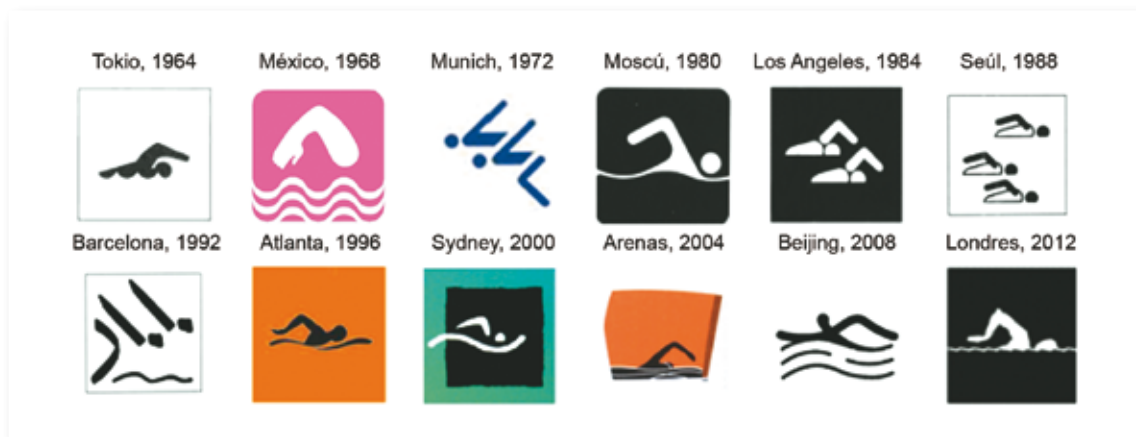 Tokio, 1964
México, 1968
Munich, 1972
Moscú, 1980
Los Angeles, 1984
Seúl, 1988
Barcelona, 1992
Atlanta, 1996
Sydney, 2000
Arenas, 2004
Beijing, 2008
Londres, 2012